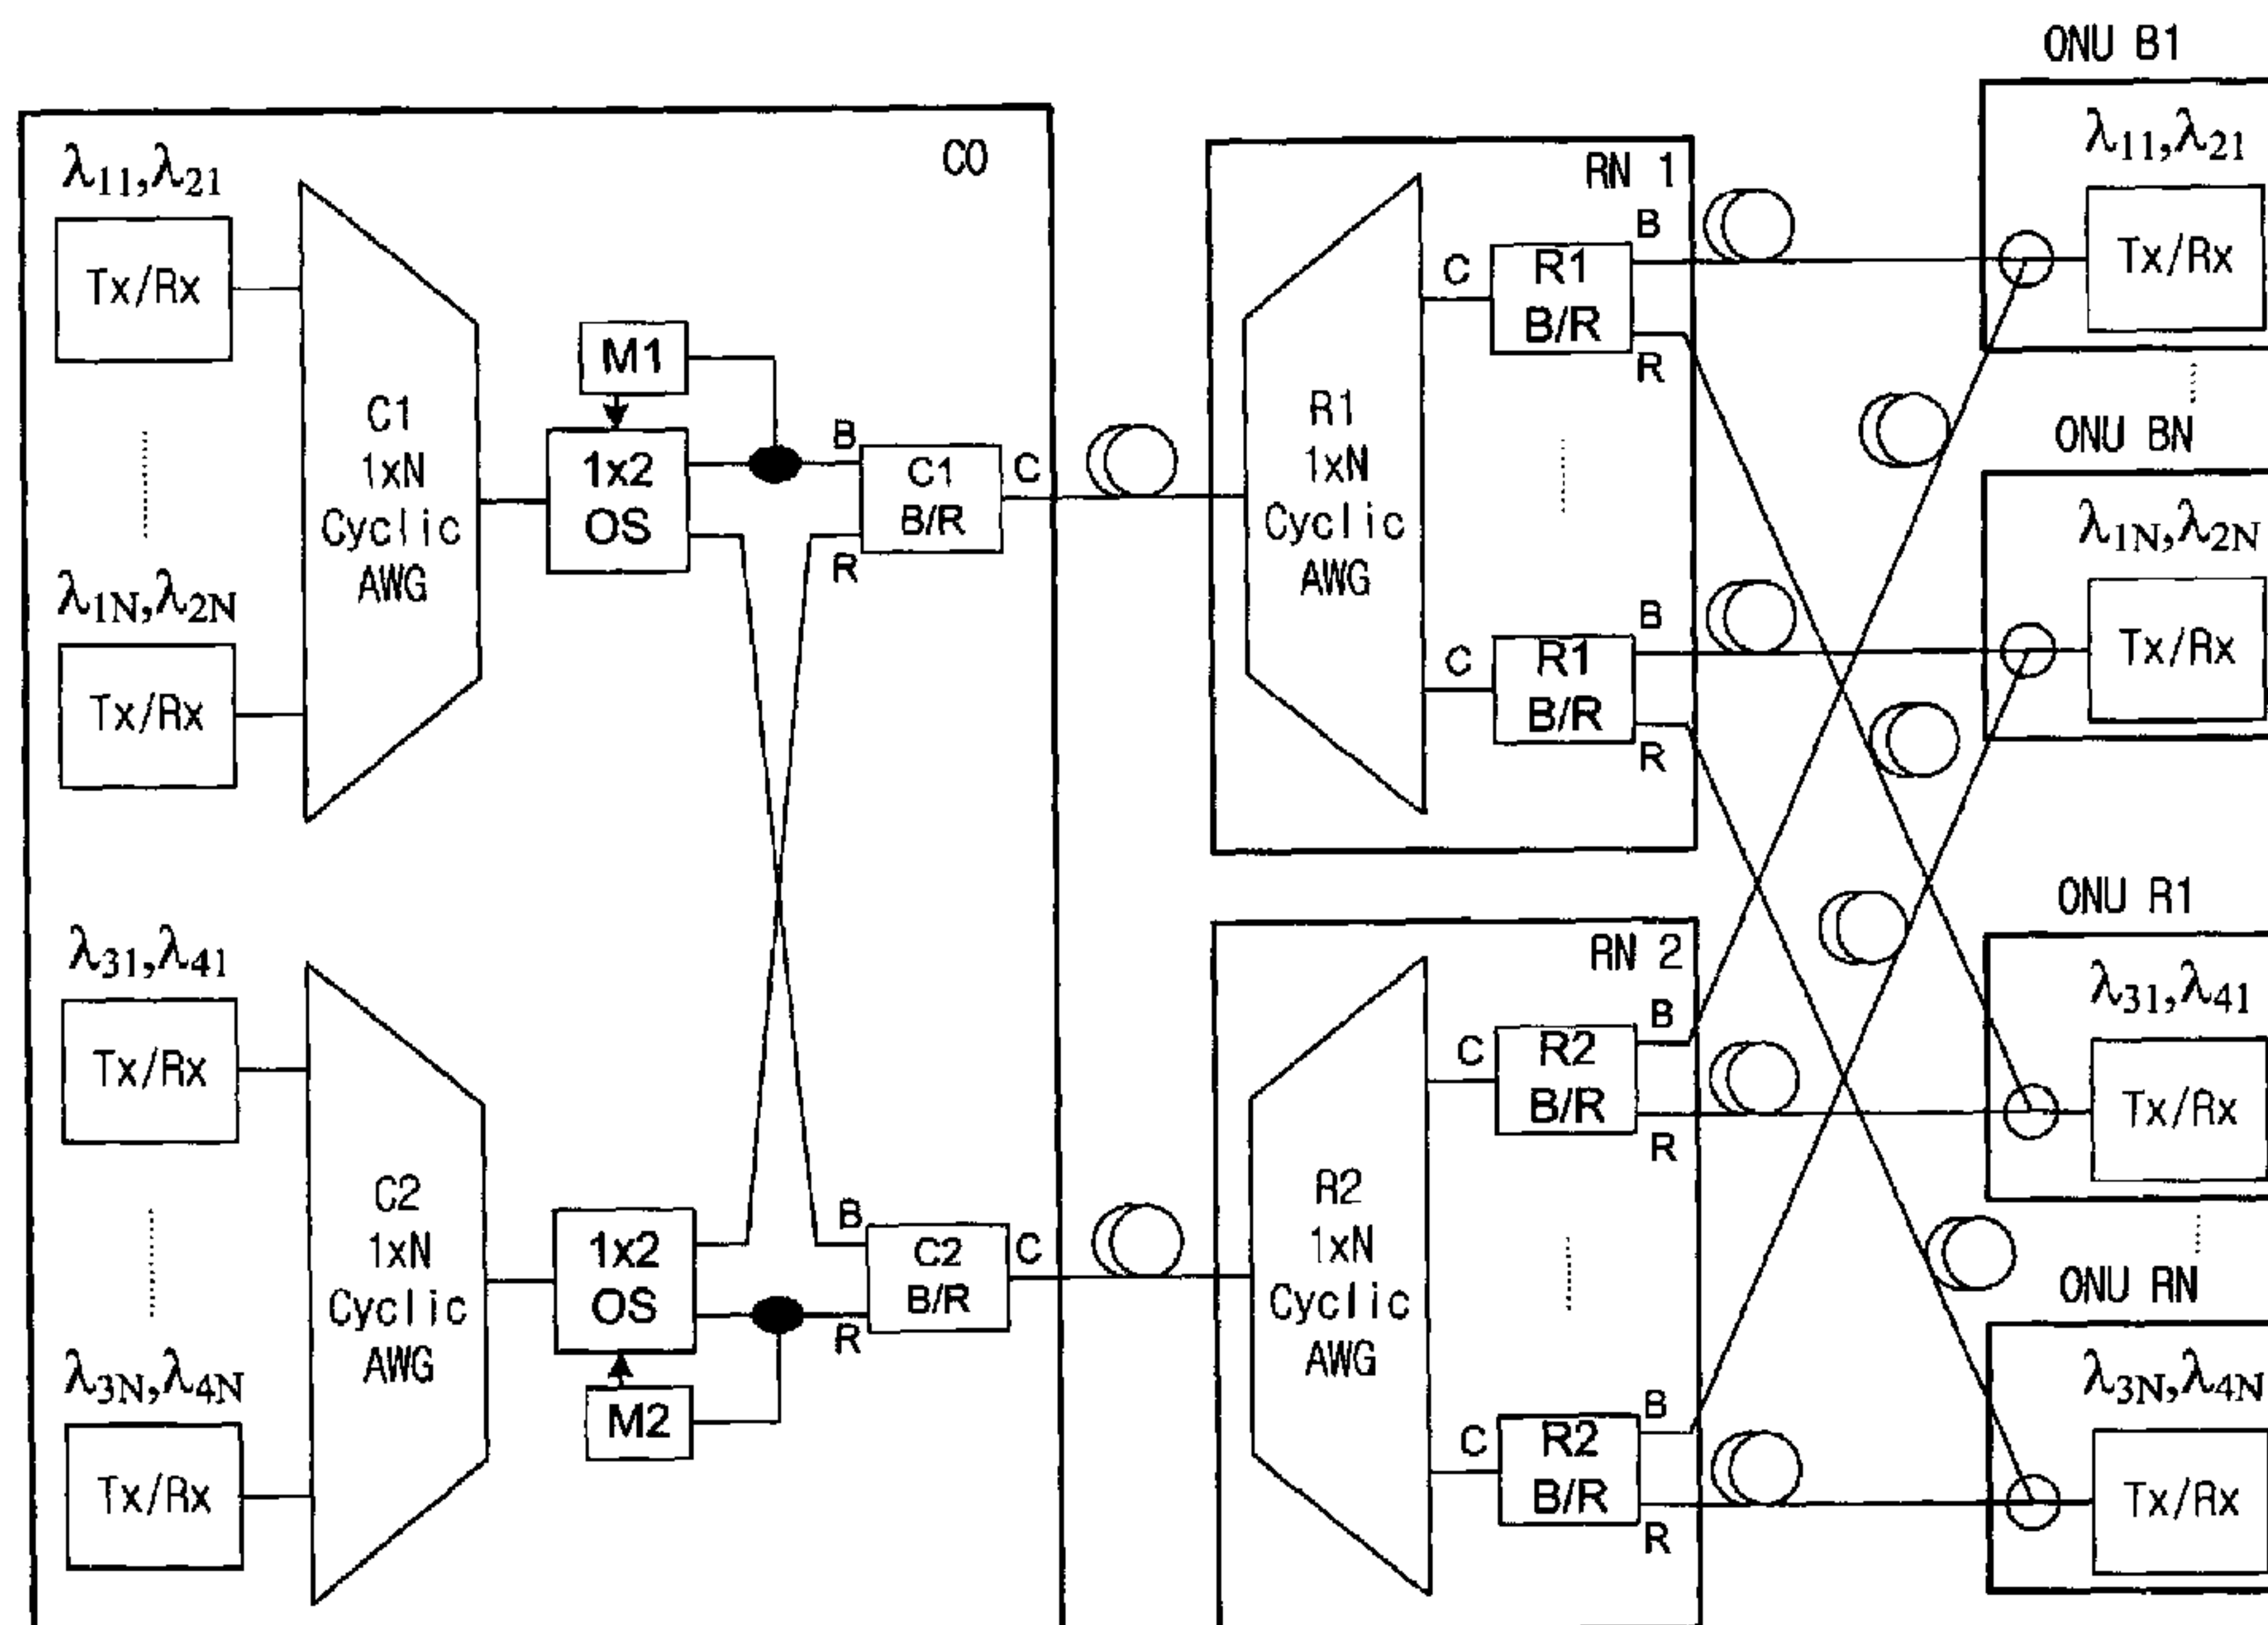 CO
λ11,λ21
Tx/Rx
λ1N,λ2N
Tx/Rx
C1
1xN
Cyclic
AWG
M1
1x2
OS
B
C1
B/R
R
C
λ31,λ41
Tx/Rx
λ3N,λ4N
Tx/Rx
C2
1xN
Cyclic
AWG
1x2
OS
M2
B
C2
B/R
R
C
RN 1
R1
1xN
Cyclic
AWG
C
R1
B/R
B
R
C
R1
B/R
B
R
RN 2
R2
1xN
Cyclic
AWG
C
R2
B/R
B
R
C
R2
B/R
B
R
ONU B1
λ11,λ21
Tx/Rx
ONU BN
λ1N,λ2N
Tx/Rx
ONU R1
λ31,λ41
Tx/Rx
ONU RN
λ3N,λ4N
Tx/Rx